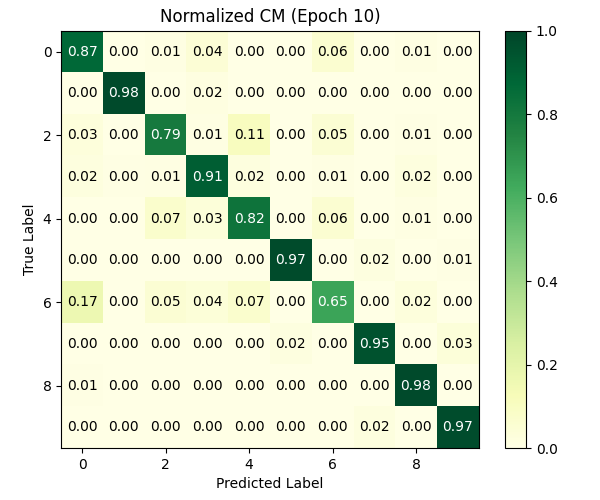 Normalized CM (Epoch 10)
0 0.87 0.00 0.01 0.04 0.00 0.00 0.06 0.00 0.01 0.00
0.00 0.98 0.00 0.02 0.00 0.00 0.00 0.00 0.00 0.00
2 0.03 0.00 0.79 0.01 0.11 0.00 0.05 0.00 0.01 0.00
0.02 0.00 0.01 0.91 0.02 0.00 0.01 0.00 0.02 0.00
4 0.00 0.00 0.07 0.03 0.82 0.00 0.06 0.00 0.01 0.00
0.00 0.00 0.00 0.00 0.00 0.97 0.00 0.02 0.00 0.01
6 0.17 0.00 0.05 0.04 0.07 0.00 0.65 0.00 0.02 0.00
0.00 0.00 0.00 0.00 0.00 0.02 0.00 0.95 0.00 0.03
8 0.01 0.00 0.00 0.00 0.00 0.00 0.00 0.00 0.98 0.00
0.00 0.00 0.00 0.00 0.00 0.00 0.00 0.02 0.00 0.97
0 2 4 6 8
Predicted Label
True Label
1.0
0.8
0.6
0.4
0.2
0.0